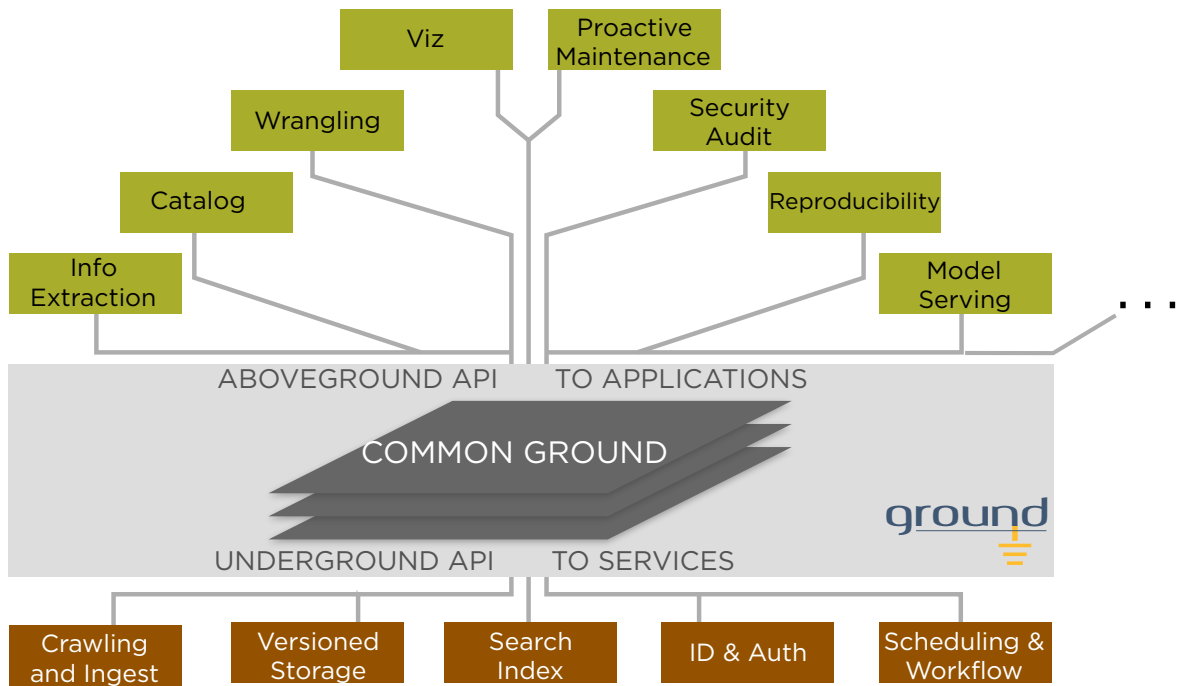 Viz
Proactive
Maintenance
Wrangling
Security
Audit
Catalog
Reproducibility
Info
Extraction
Model
Serving
. . .
ABOVEGROUND API TO APPLICATIONS
COMMON GROUND
ground
UNDERGROUND API TO SERVICES
Crawling
and Ingest
Versioned
Storage
Search
Index
ID & Auth
Scheduling &
Workflow